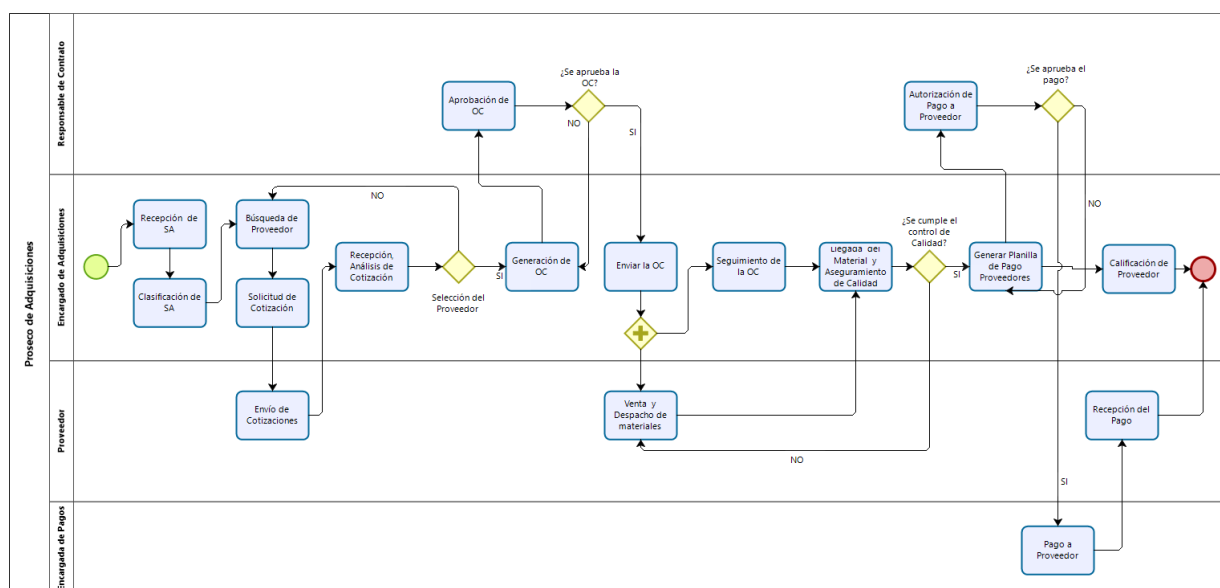 Proseco de Adquisiciones
Responsable de Contrato
Aprobación de
OC
¿Se aprueba la
OC?
NO
SI
Autorización de
Pago a
Proveedor
¿Se aprueba el
pago?
NO
SI
Encargado de Adquisiciones
Recepción de
SA
Clasificación de
SA
Búsqueda de
Proveedor
Solicitud de
Cotización
NO
Recepción,
Análisis de
Cotización
Selección del
Proveedor
SI
Generación de
OC
Enviar la OC
Seguimiento de
la OC
Llegada del
Material y
Aseguramiento
de Calidad
¿Se cumple el
control de
Calidad?
SI
NO
Generar Planilla
de Pago
Proveedores
Calificación de
Proveedor
Proveedor
Envío de
Cotizaciones
Venta y
Despacho de
materiales
Recepción del
Pago
Encargada de Pagos
Pago a
Proveedor